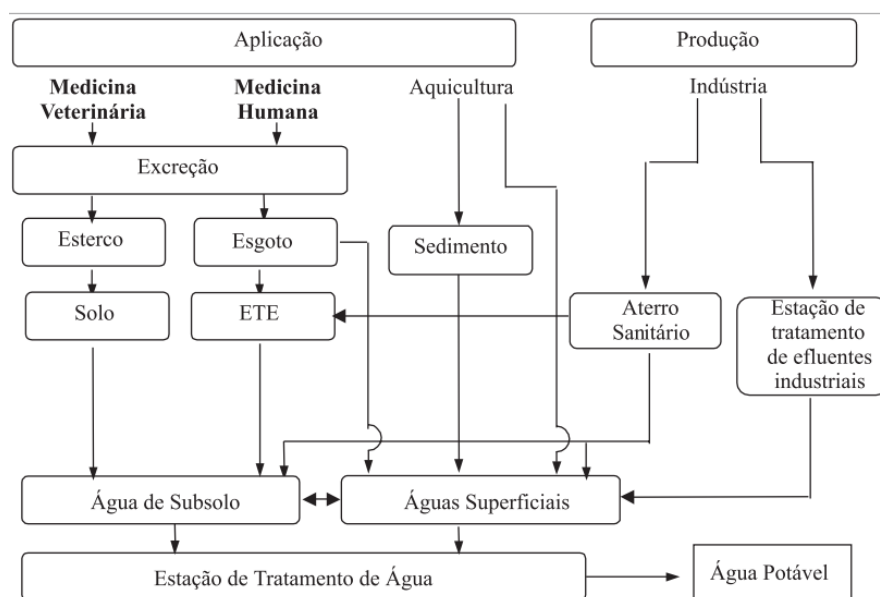 Aplicação
Produção
Medicina
Veterinária
Medicina
Humana
Aquicultura
Indústria
Excreção
Esterco
Esgoto
Sedimento
Solo
ETE
Aterro
Sanitário
Estação de
tratamento
de efluentes
industriais
Água de Subsolo
Águas Superficiais
Estação de Tratamento de Água
Água Potável